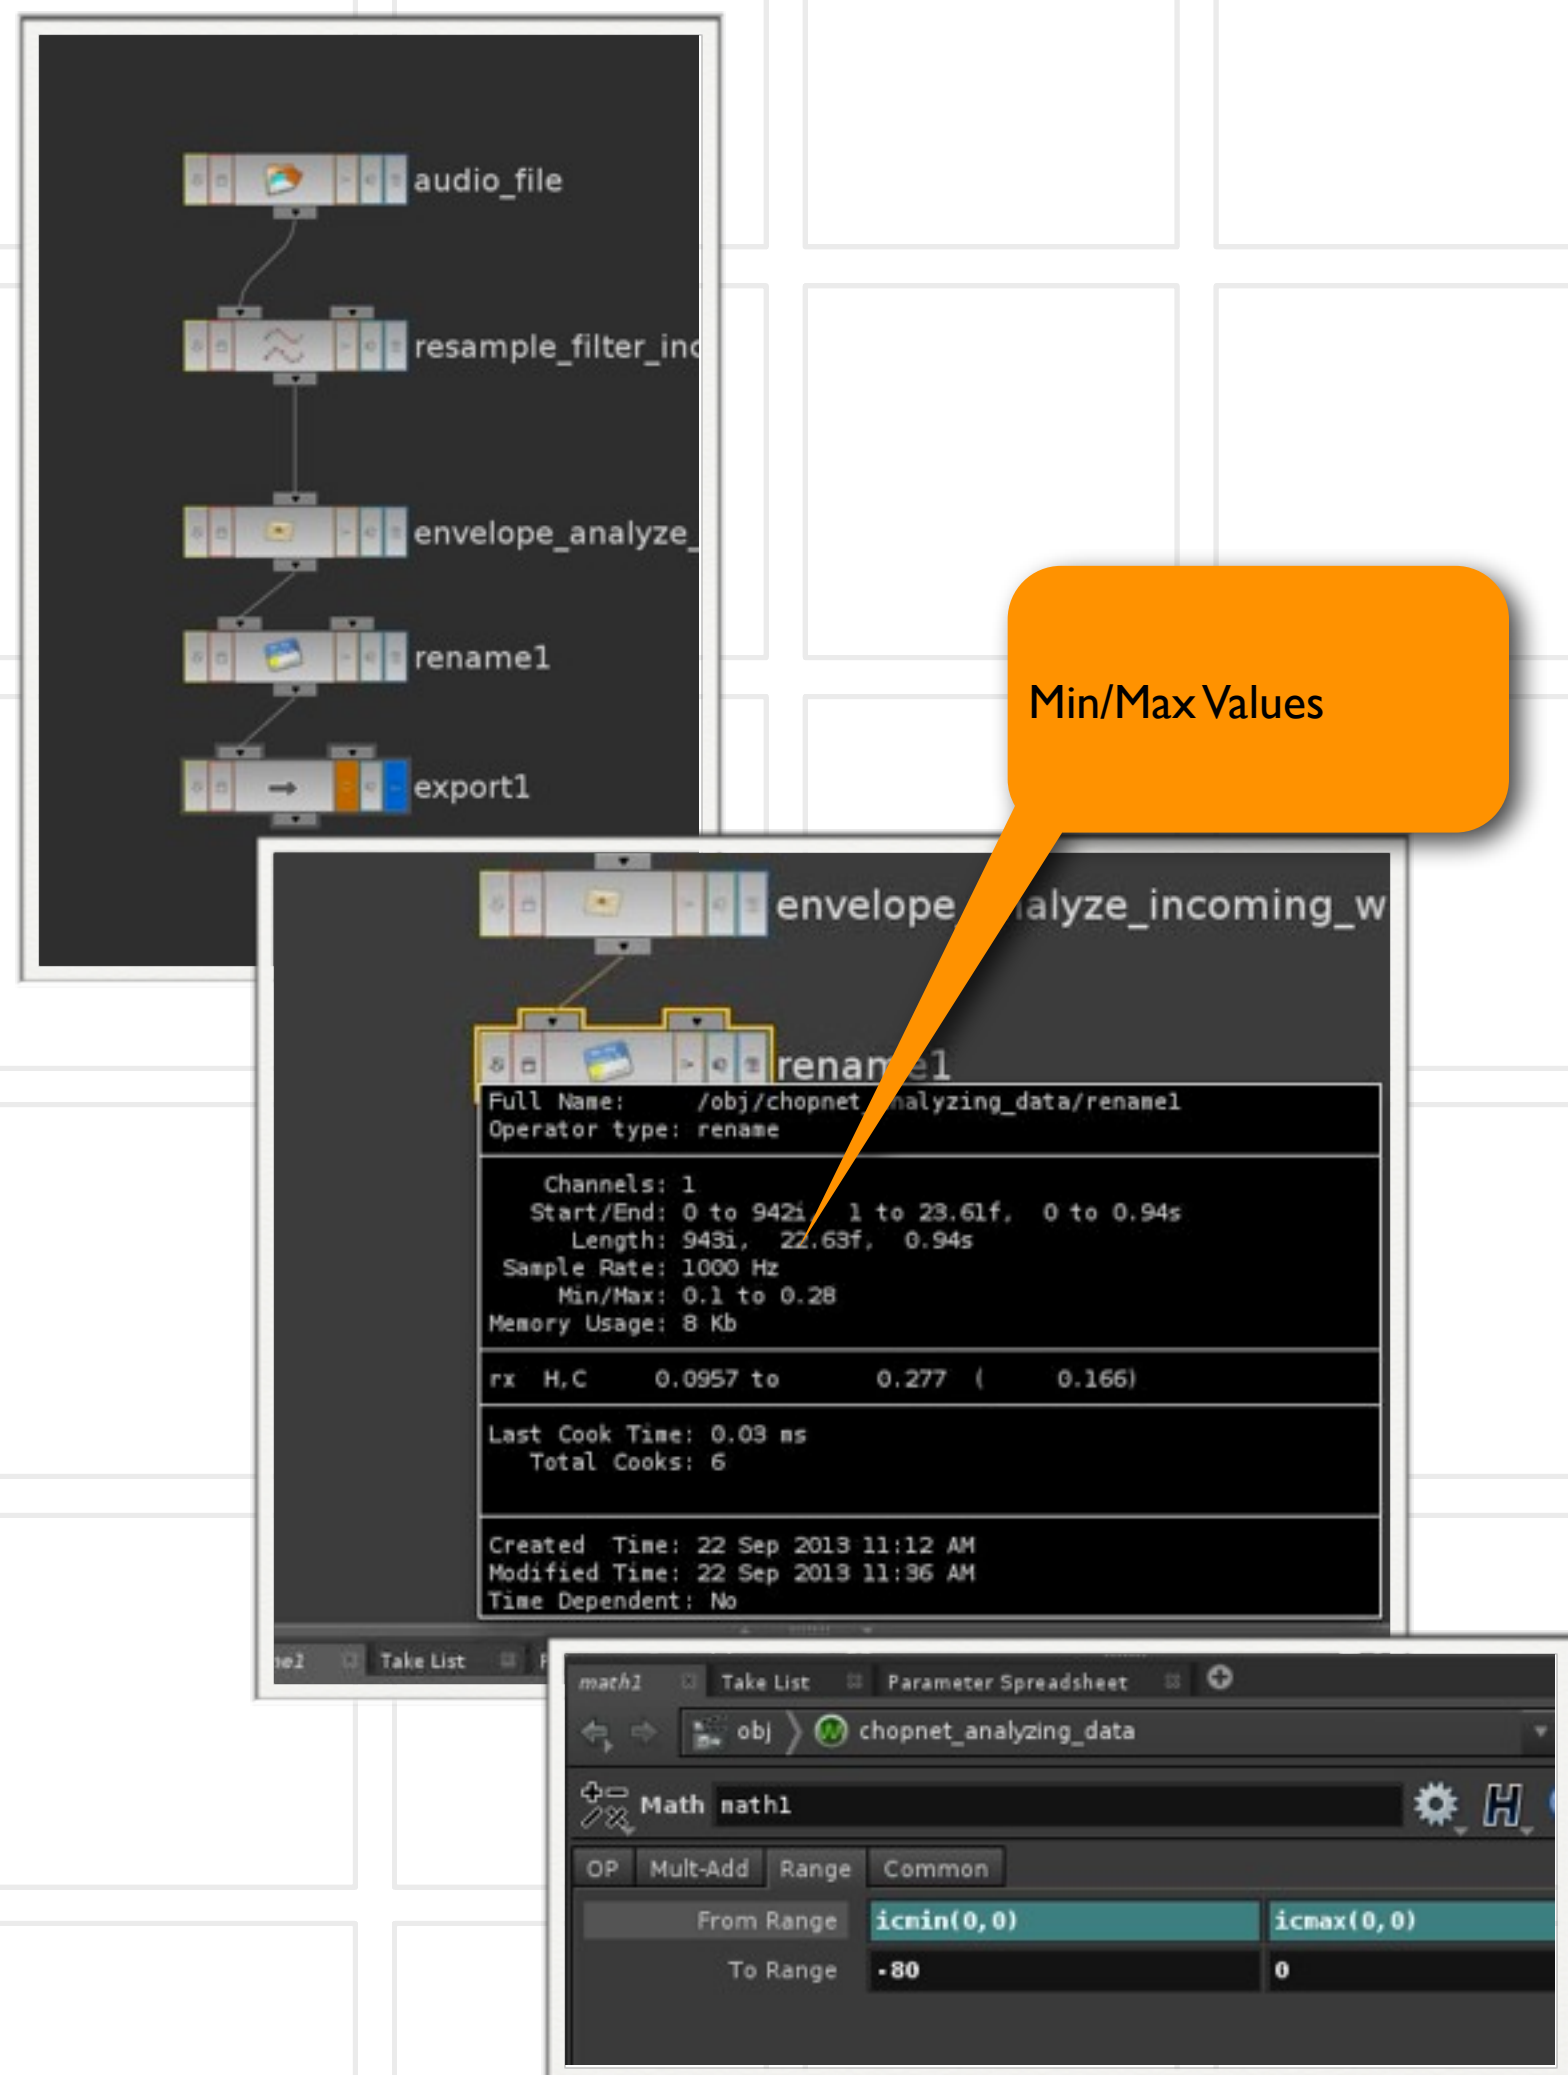 audio_file
resample_filter_inc
envelope_analyze_
rename1
export1
Min/Max Values
envelope_ alyze_incoming_w
rename1
Full Name: /obj/chopnet_analyzing_data/rename1
Operator type: rename
Channels: 1
Start/End: 0 to 942i, 1 to 23.61f, 0 to 0.94s
Length: 943i, 22.63f, 0.94s
Sample Rate: 1000 Hz
Min/Max: 0.1 to 0.28
Memory Usage: 8 Kb
rx H,C 0.0957 to 0.277 ( 0.166)
Last Cook Time: 0.03 ms
Total Cooks: 6
Created Time: 22 Sep 2013 11:12 AM
Modified Time: 22 Sep 2013 11:36 AM
Time Dependent: No
Take List
math1 Take List Parameter Spreadsheet
obj chopnet_analyzing_data
Math math1
OP Mult-Add Range Common
From Range icmin(0,0) icmax(0,0)
To Range -80 0